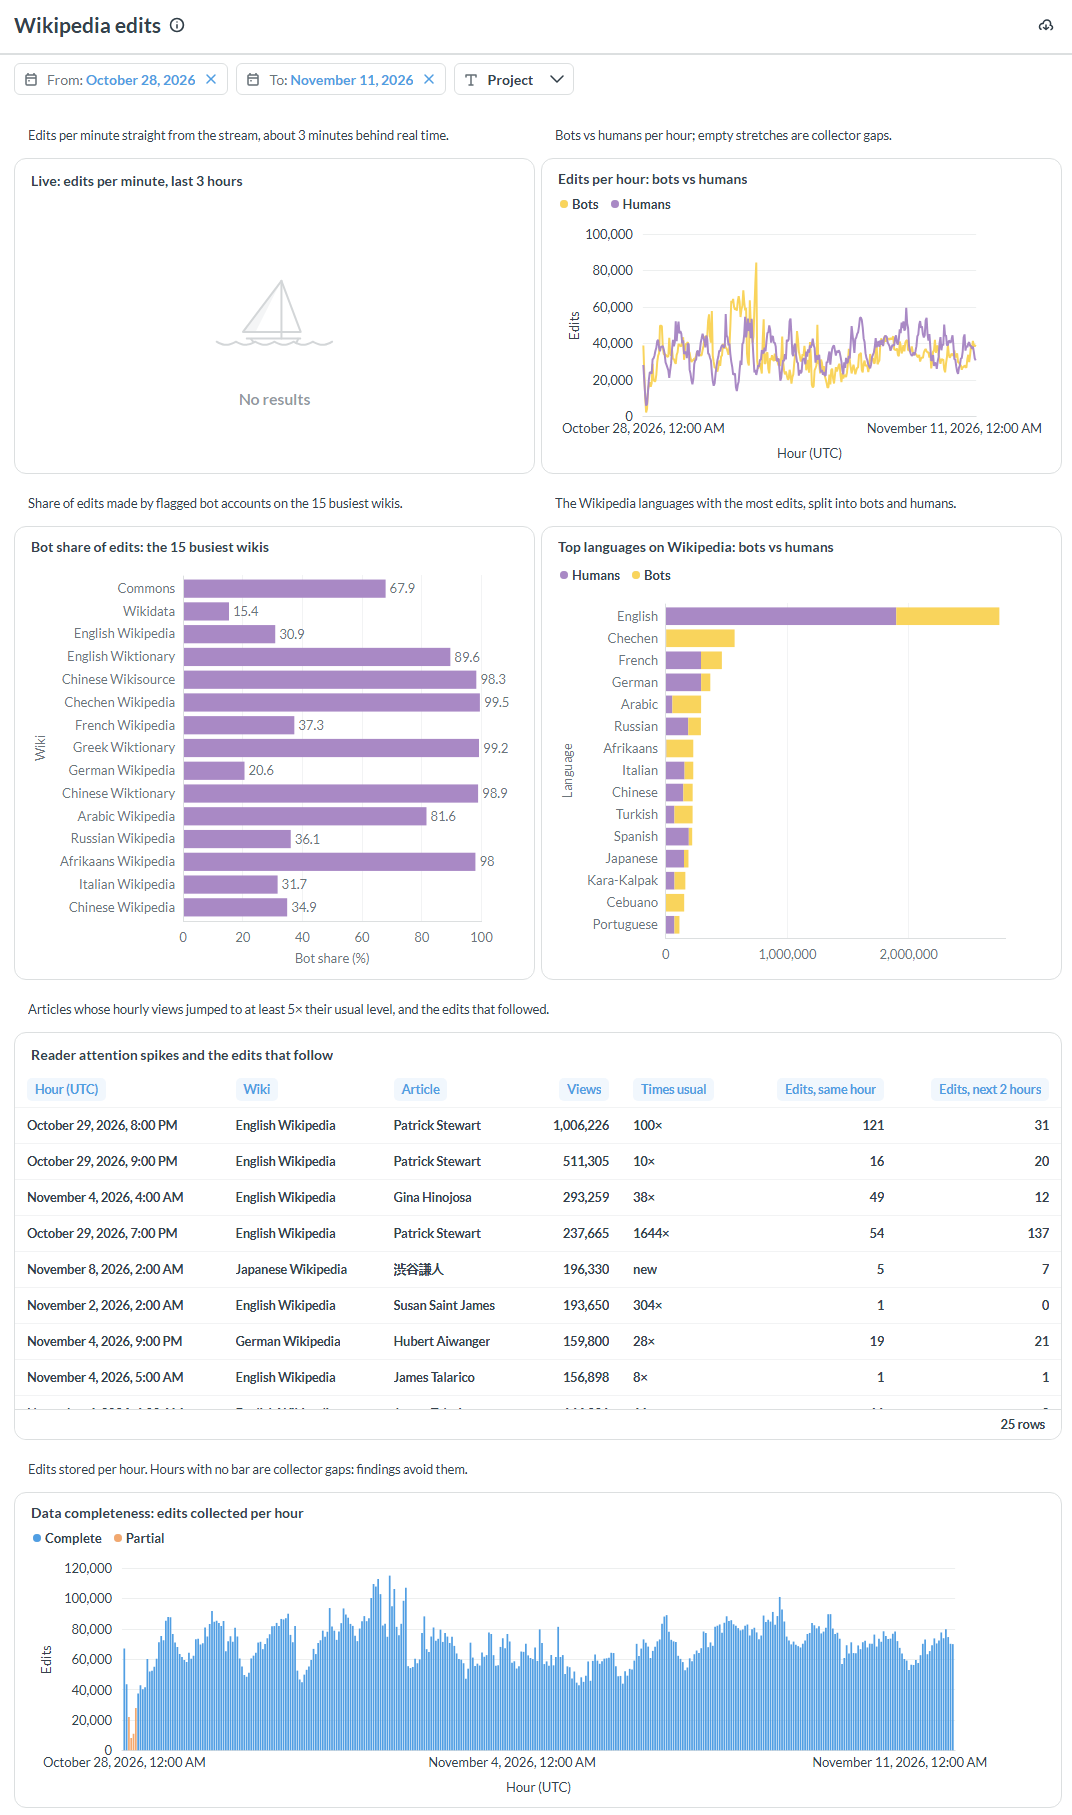 Wikipedia edits
From: October 28, 2026
To: November 11, 2026
Project
Edits per minute straight from the stream, about 3 minutes behind real time.
Live: edits per minute, last 3 hours
No results
Bots vs humans per hour; empty stretches are collector gaps.
Edits per hour: bots vs humans
Bots Humans
100,000
80,000
60,000
40,000
20,000
0
Edits
October 28, 2026, 12:00 AM November 11, 2026, 12:00 AM
Hour (UTC)
Share of edits made by flagged bot accounts on the 15 busiest wikis.
Bot share of edits: the 15 busiest wikis
Wiki
Commons 67.9
Wikidata 15.4
English Wikipedia 30.9
English Wiktionary 89.6
Chinese Wikisource 98.3
Chechen Wikipedia 99.5
French Wikipedia 37.3
Greek Wiktionary 99.2
German Wikipedia 20.6
Chinese Wiktionary 98.9
Arabic Wikipedia 81.6
Russian Wikipedia 36.1
Afrikaans Wikipedia 98
Italian Wikipedia 31.7
Chinese Wikipedia 34.9
0 20 40 60 80 100
Bot share (%)
The Wikipedia languages with the most edits, split into bots and humans.
Top languages on Wikipedia: bots vs humans
Humans Bots
Language
English
Chechen
French
German
Arabic
Russian
Afrikaans
Italian
Chinese
Turkish
Spanish
Japanese
Kara-Kalpak
Cebuano
Portuguese
0 1,000,000 2,000,000
Articles whose hourly views jumped to at least 5× their usual level, and the edits that followed.
Reader attention spikes and the edits that follow
Hour (UTC) Wiki Article Views Times usual Edits, same hour Edits, next 2 hours
October 29, 2026, 8:00 PM English Wikipedia Patrick Stewart 1,006,226 100× 121 31
October 29, 2026, 9:00 PM English Wikipedia Patrick Stewart 511,305 10× 16 20
November 4, 2026, 4:00 AM English Wikipedia Gina Hinojosa 293,259 38× 49 12
October 29, 2026, 7:00 PM English Wikipedia Patrick Stewart 237,665 1644× 54 137
November 8, 2026, 2:00 AM Japanese Wikipedia 渋谷謙人 196,330 new 5 7
November 2, 2026, 2:00 AM English Wikipedia Susan Saint James 193,650 304× 1 0
November 4, 2026, 9:00 PM German Wikipedia Hubert Aiwanger 159,800 28× 19 21
November 4, 2026, 5:00 AM English Wikipedia James Talarico 156,898 8× 1 1
25 rows
Edits stored per hour. Hours with no bar are collector gaps: findings avoid them.
Data completeness: edits collected per hour
Complete Partial
120,000
100,000
80,000
60,000
40,000
20,000
0
Edits
October 28, 2026, 12:00 AM November 4, 2026, 12:00 AM November 11, 2026, 12:00 AM
Hour (UTC)